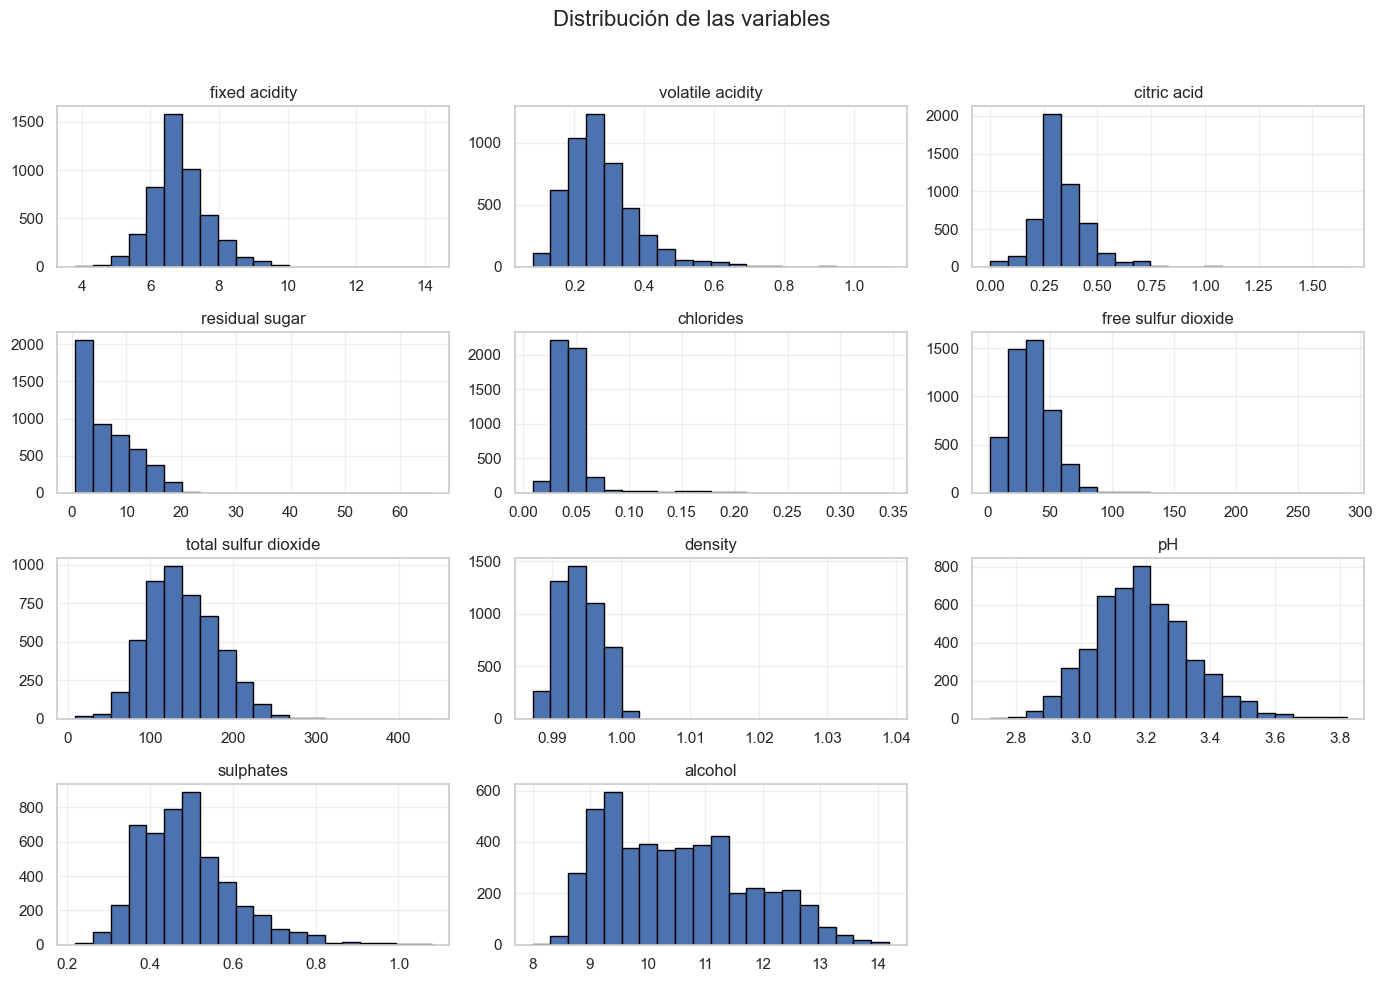 Distribución de las variables
fixed acidity
1500
1000
500
0
4 6 8 10 12 14
volatile acidity
1000
500
0
0.2 0.4 0.6 0.8 1.0
citric acid
2000
1500
1000
500
0
0.00 0.25 0.50 0.75 1.00 1.25 1.50
residual sugar
2000
1500
1000
500
0
0 10 20 30 40 50 60
chlorides
2000
1500
1000
500
0
0.00 0.05 0.10 0.15 0.20 0.25 0.30 0.35
free sulfur dioxide
1500
1000
500
0
0 50 100 150 200 250 300
total sulfur dioxide
1000
750
500
250
0
0 100 200 300 400
density
1500
1000
500
0
0.99 1.00 1.01 1.02 1.03 1.04
pH
800
600
400
200
0
2.8 3.0 3.2 3.4 3.6 3.8
sulphates
800
600
400
200
0
0.2 0.4 0.6 0.8 1.0
alcohol
600
400
200
0
8 9 10 11 12 13 14